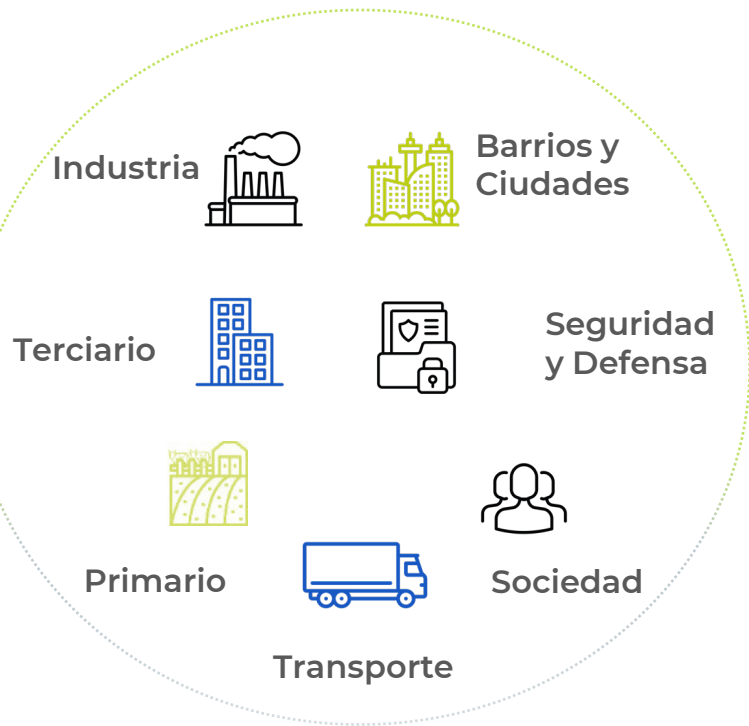 Industria
Barrios y
Ciudades
Terciario
Seguridad
y Defensa
Primario
Sociedad
Transporte